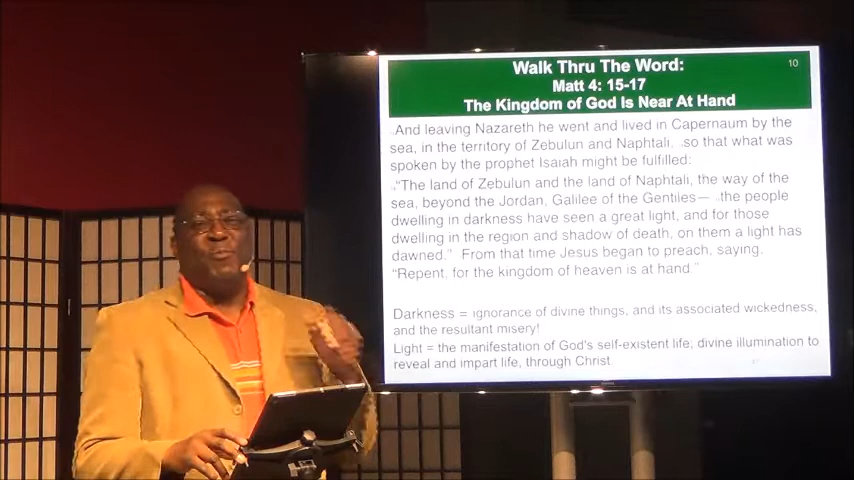 Walk Thru The Word:
10
Matt 4: 15-17
The Kingdom of God Is Near At Hand
And leaving Nazareth he went and lived in Capernaum by the
sea, in the territory of Zebulun and Naphtali, so that what was
spoken by the prophet Isaiah might be fulfilled:
“The land of Zebulun and the land of Naphtali, the way of the
sea, beyond the Jordan, Galilee of the Gentiles— the people
dwelling in darkness have seen a great light, and for those
dwelling in the region and shadow of death, on them a light has
dawned.” From that time Jesus began to preach, saying,
“Repent, for the kingdom of heaven is at hand.”
Darkness = ignorance of divine things, and its associated wickedness,
and the resultant misery!
Light = the manifestation of God's self-existent life; divine illumination to
reveal and impart life, through Christ.